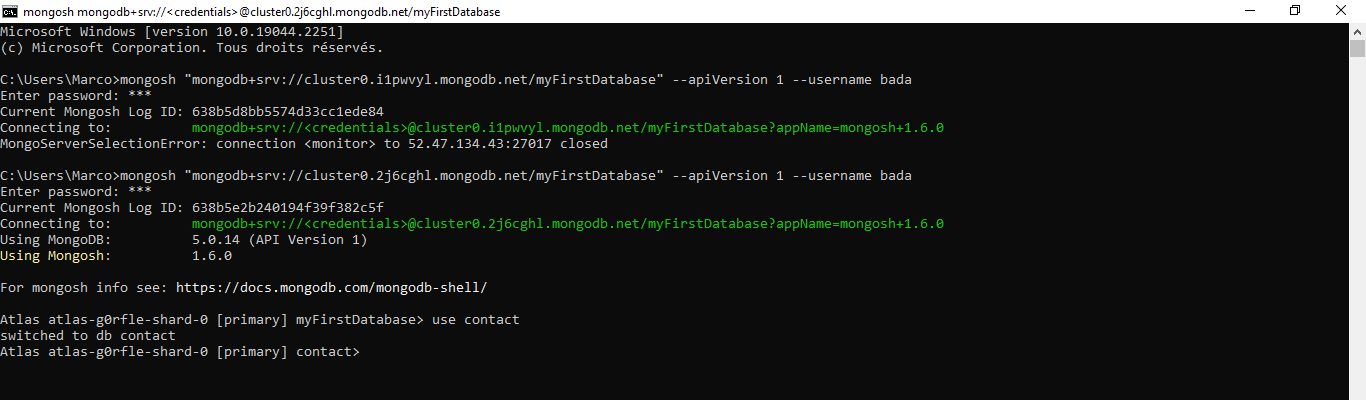 mongosh mongodb+srv://<credentials>@cluster0.2j6cghl.mongodb.net/myFirstDatabase
Microsoft Windows [version 10.0.19044.2251]
(c) Microsoft Corporation. Tous droits réservés.
C:\Users\Marco>mongosh "mongodb+srv://cluster0.i1pwvyl.mongodb.net/myFirstDatabase" --apiVersion 1 --username bada
Enter password: ***
Current Mongosh Log ID: 638b5d8bb5574d33cc1ede84
Connecting to: mongodb+srv://<credentials>@cluster0.i1pwvyl.mongodb.net/myFirstDatabase?appName=mongosh+1.6.0
MongoServerSelectionError: connection <monitor> to 52.47.134.43:27017 closed
C:\Users\Marco>mongosh "mongodb+srv://cluster0.2j6cghl.mongodb.net/myFirstDatabase" --apiVersion 1 --username bada
Enter password: ***
Current Mongosh Log ID: 638b5e2b240194f39f382c5f
Connecting to: mongodb+srv://<credentials>@cluster0.2j6cghl.mongodb.net/myFirstDatabase?appName=mongosh+1.6.0
Using MongoDB: 5.0.14 (API Version 1)
Using Mongosh: 1.6.0
For mongosh info see: https://docs.mongodb.com/mongodb-shell/
Atlas atlas-g0rfle-shard-0 [primary] myFirstDatabase> use contact
switched to db contact
Atlas atlas-g0rfle-shard-0 [primary] contact>